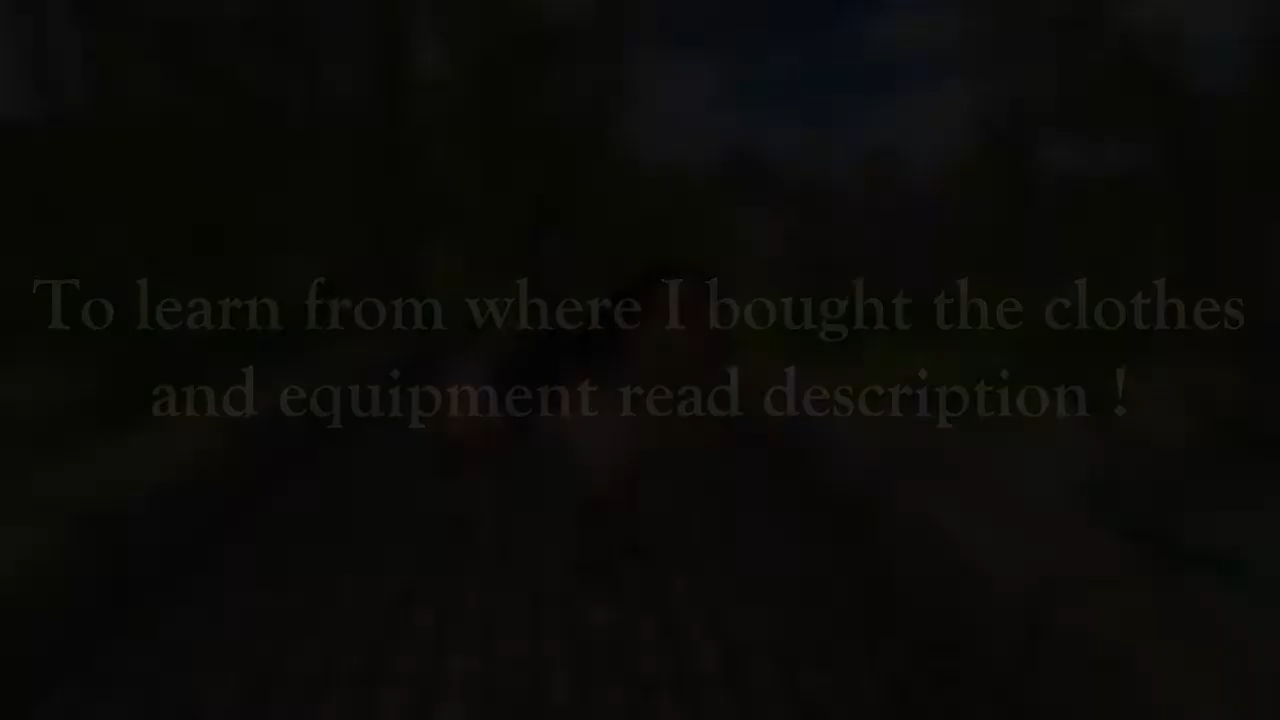 To learn from where I bought the clothes
and equipment read description !